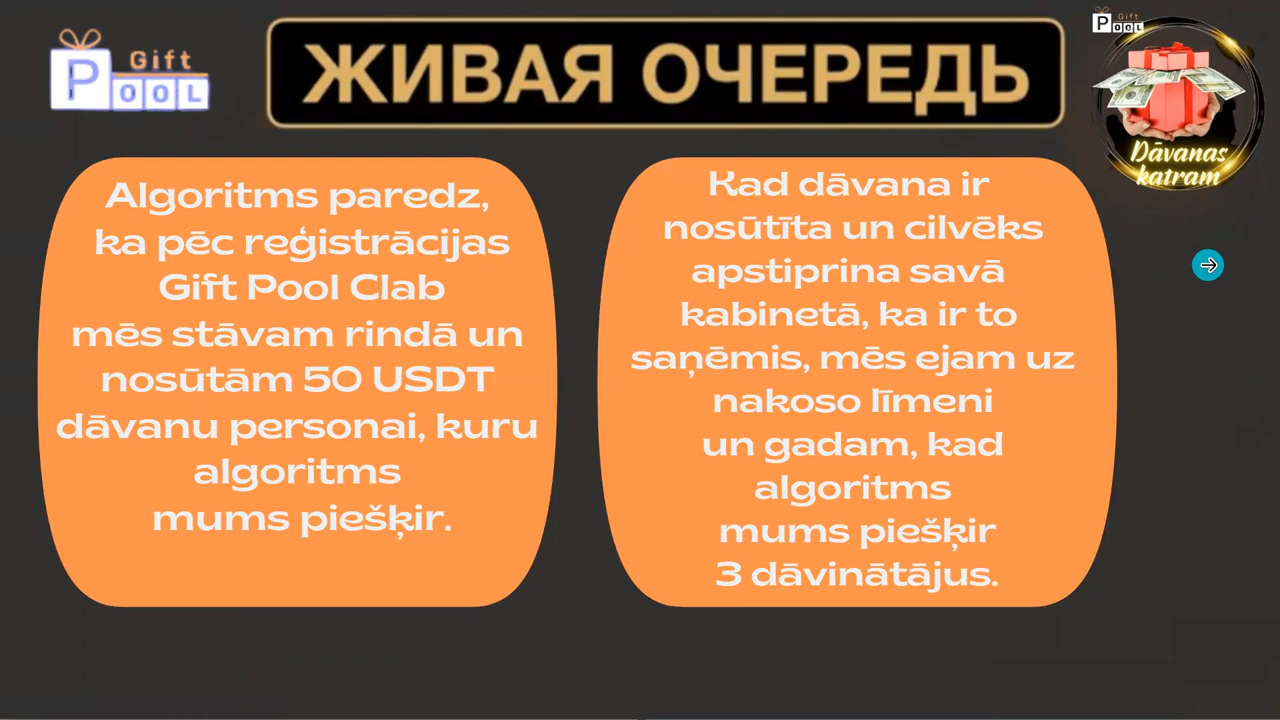 Gift
POOL
ЖИВАЯ ОЧЕРЕДЬ
Gift
POOL
Dāvanas
katram
Algoritms paredz,
ka pēc reģistrācijas
Gift Pool Clab
mēs stāvam rindā un
nosūtām 50 USDT
dāvanu personai, kuru
algoritms
mums piešķir.
Kad dāvana ir
nosūtīta un cilvēks
apstiprina savā
kabinetā, ka ir to
saņēmis, mēs ejam uz
nakoso līmeni
un gadam, kad
algoritms
mums piešķir
3 dāvinātājus.